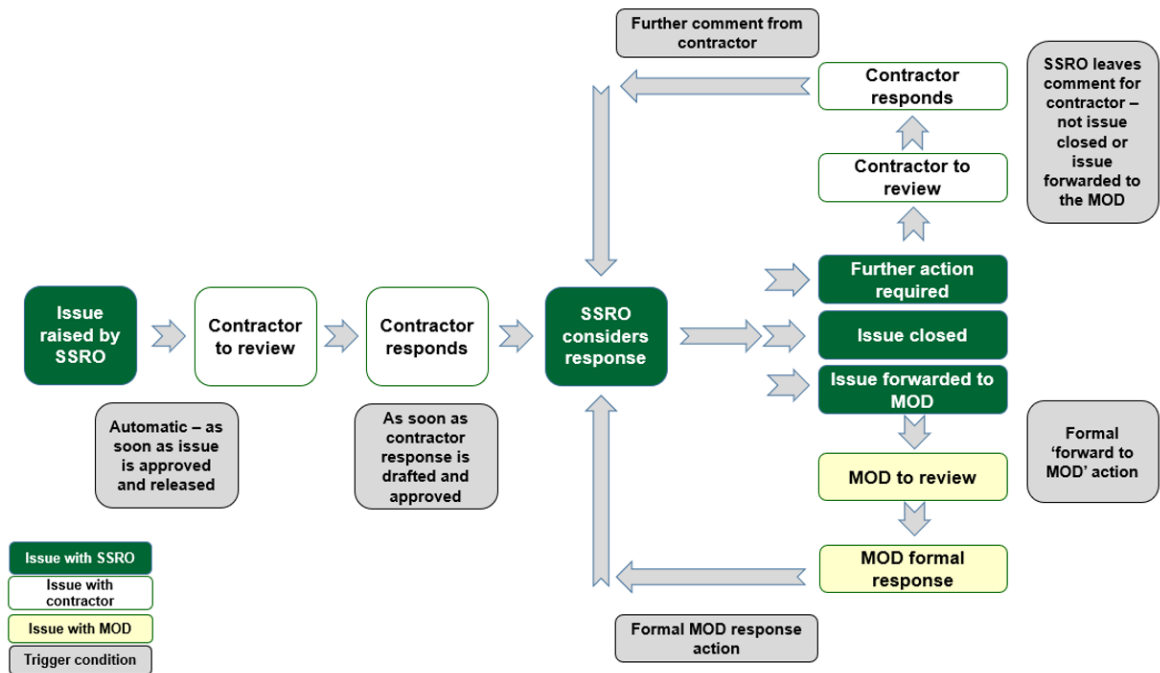 Further comment from
contractor
Contractor
responds
SSRO leaves
comment for
contractor –
not issue
closed or
issue
forwarded to
the MOD
Contractor to
review
Further action
required
Issue
raised by
SSRO
Contractor
to review
Contractor
responds
SSRO
considers
response
Issue closed
Issue forwarded to
MOD
Automatic – as
soon as issue
is approved
and released
As soon as
contractor
response is
drafted and
approved
Formal
‘forward to
MOD’ action
MOD to review
MOD formal
response
Formal MOD response
action
Issue with SSRO
Issue with
contractor
Issue with MOD
Trigger condition